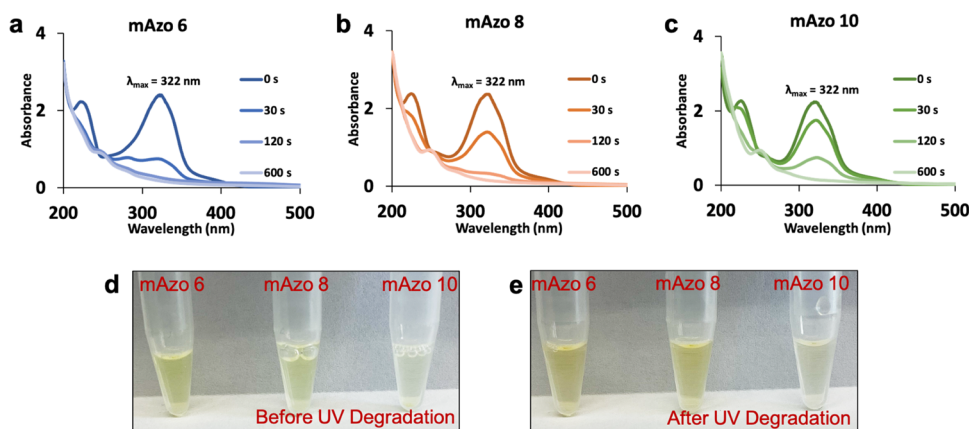 a
mAzo 6
4
2
0
Absorbance
λmax = 322 nm
0 s
30 s
120 s
600 s
200
300
400
500
Wavelength (nm)
b
mAzo 8
4
2
0
Absorbance
λmax = 322 nm
0 s
30 s
120 s
600 s
200
300
400
500
Wavelength (nm)
c
mAzo 10
4
2
0
Absorbance
λmax = 322 nm
0 s
30 s
120 s
600 s
200
300
400
500
Wavelength (nm)
d
mAzo 6
mAzo 8
mAzo 10
Before UV Degradation
e
mAzo 6
mAzo 8
mAzo 10
After UV Degradation